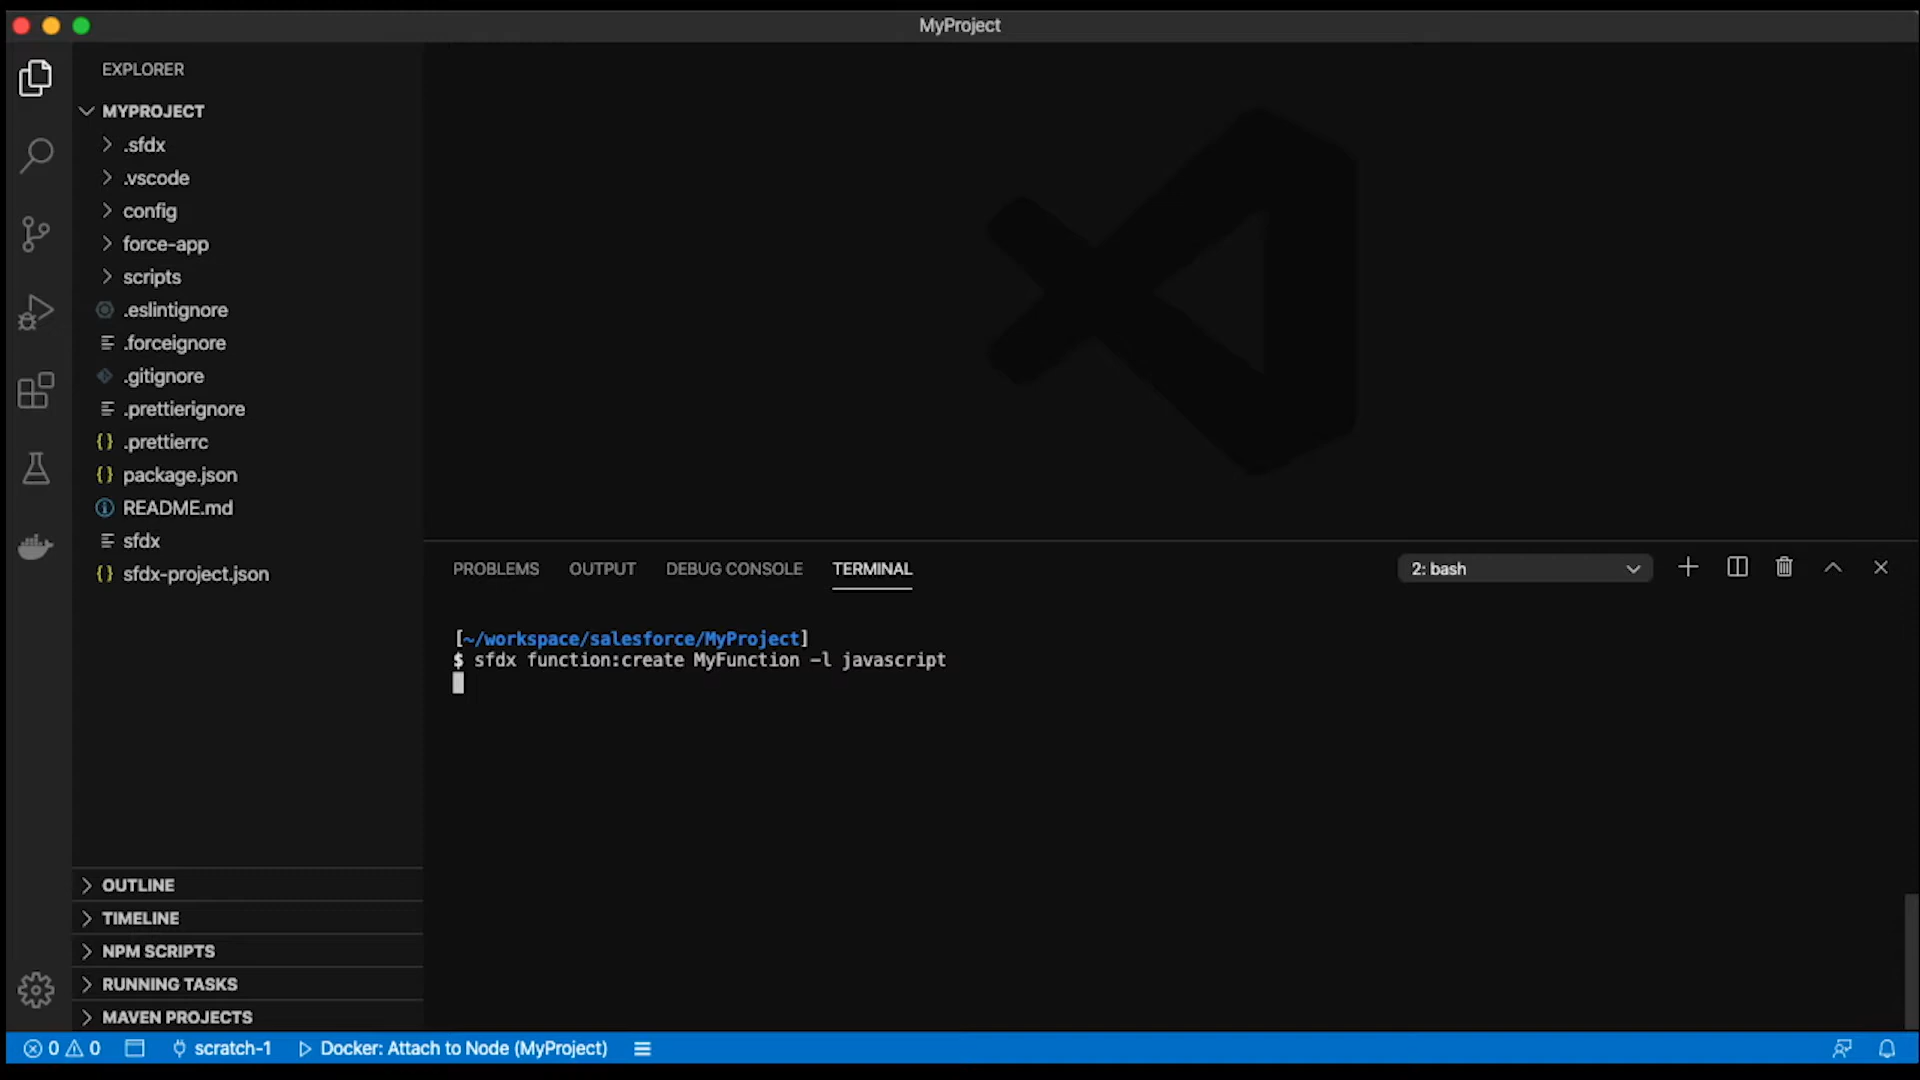 MyProject
EXPLORER
MYPROJECT
.sfdx
.vscode
config
force-app
scripts
.eslintignore
.forceignore
.gitignore
.prettierignore
{} .prettierrc
{} package.json
README.md
sfdx
{} sfdx-project.json
PROBLEMS OUTPUT DEBUG CONSOLE TERMINAL 2: bash
[~/workspace/salesforce/MyProject]
$ sfdx function:create MyFunction -l javascript
OUTLINE
TIMELINE
NPM SCRIPTS
RUNNING TASKS
MAVEN PROJECTS
0 0 scratch-1 Docker: Attach to Node (MyProject)